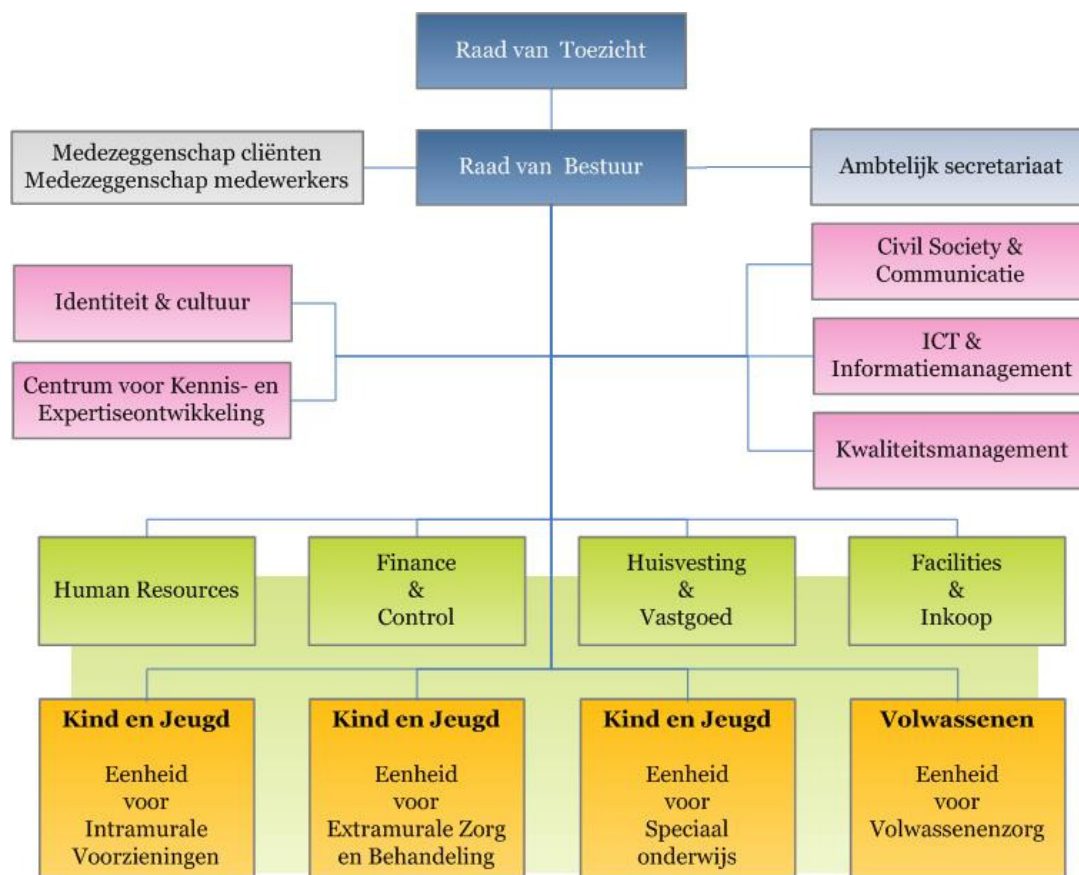 Raad van Toezicht
Medezeggenschap cliënten
Medezeggenschap medewerkers
Raad van Bestuur
Ambtelijk secretariaat
Identiteit & cultuur
Centrum voor Kennis- en
Expertiseontwikkeling
Civil Society &
Communicatie
ICT &
Informatiemanagement
Kwaliteitsmanagement
Human Resources
Finance
&
Control
Huisvesting
&
Vastgoed
Facilities
&
Inkoop
Kind en Jeugd
Eenheid
voor
Intramurale
Voorzieningen
Kind en Jeugd
Eenheid
voor
Extramurale Zorg
en Behandeling
Kind en Jeugd
Eenheid
voor
Speciaal
onderwijs
Volwassenen
Eenheid
voor
Volwassenenzorg